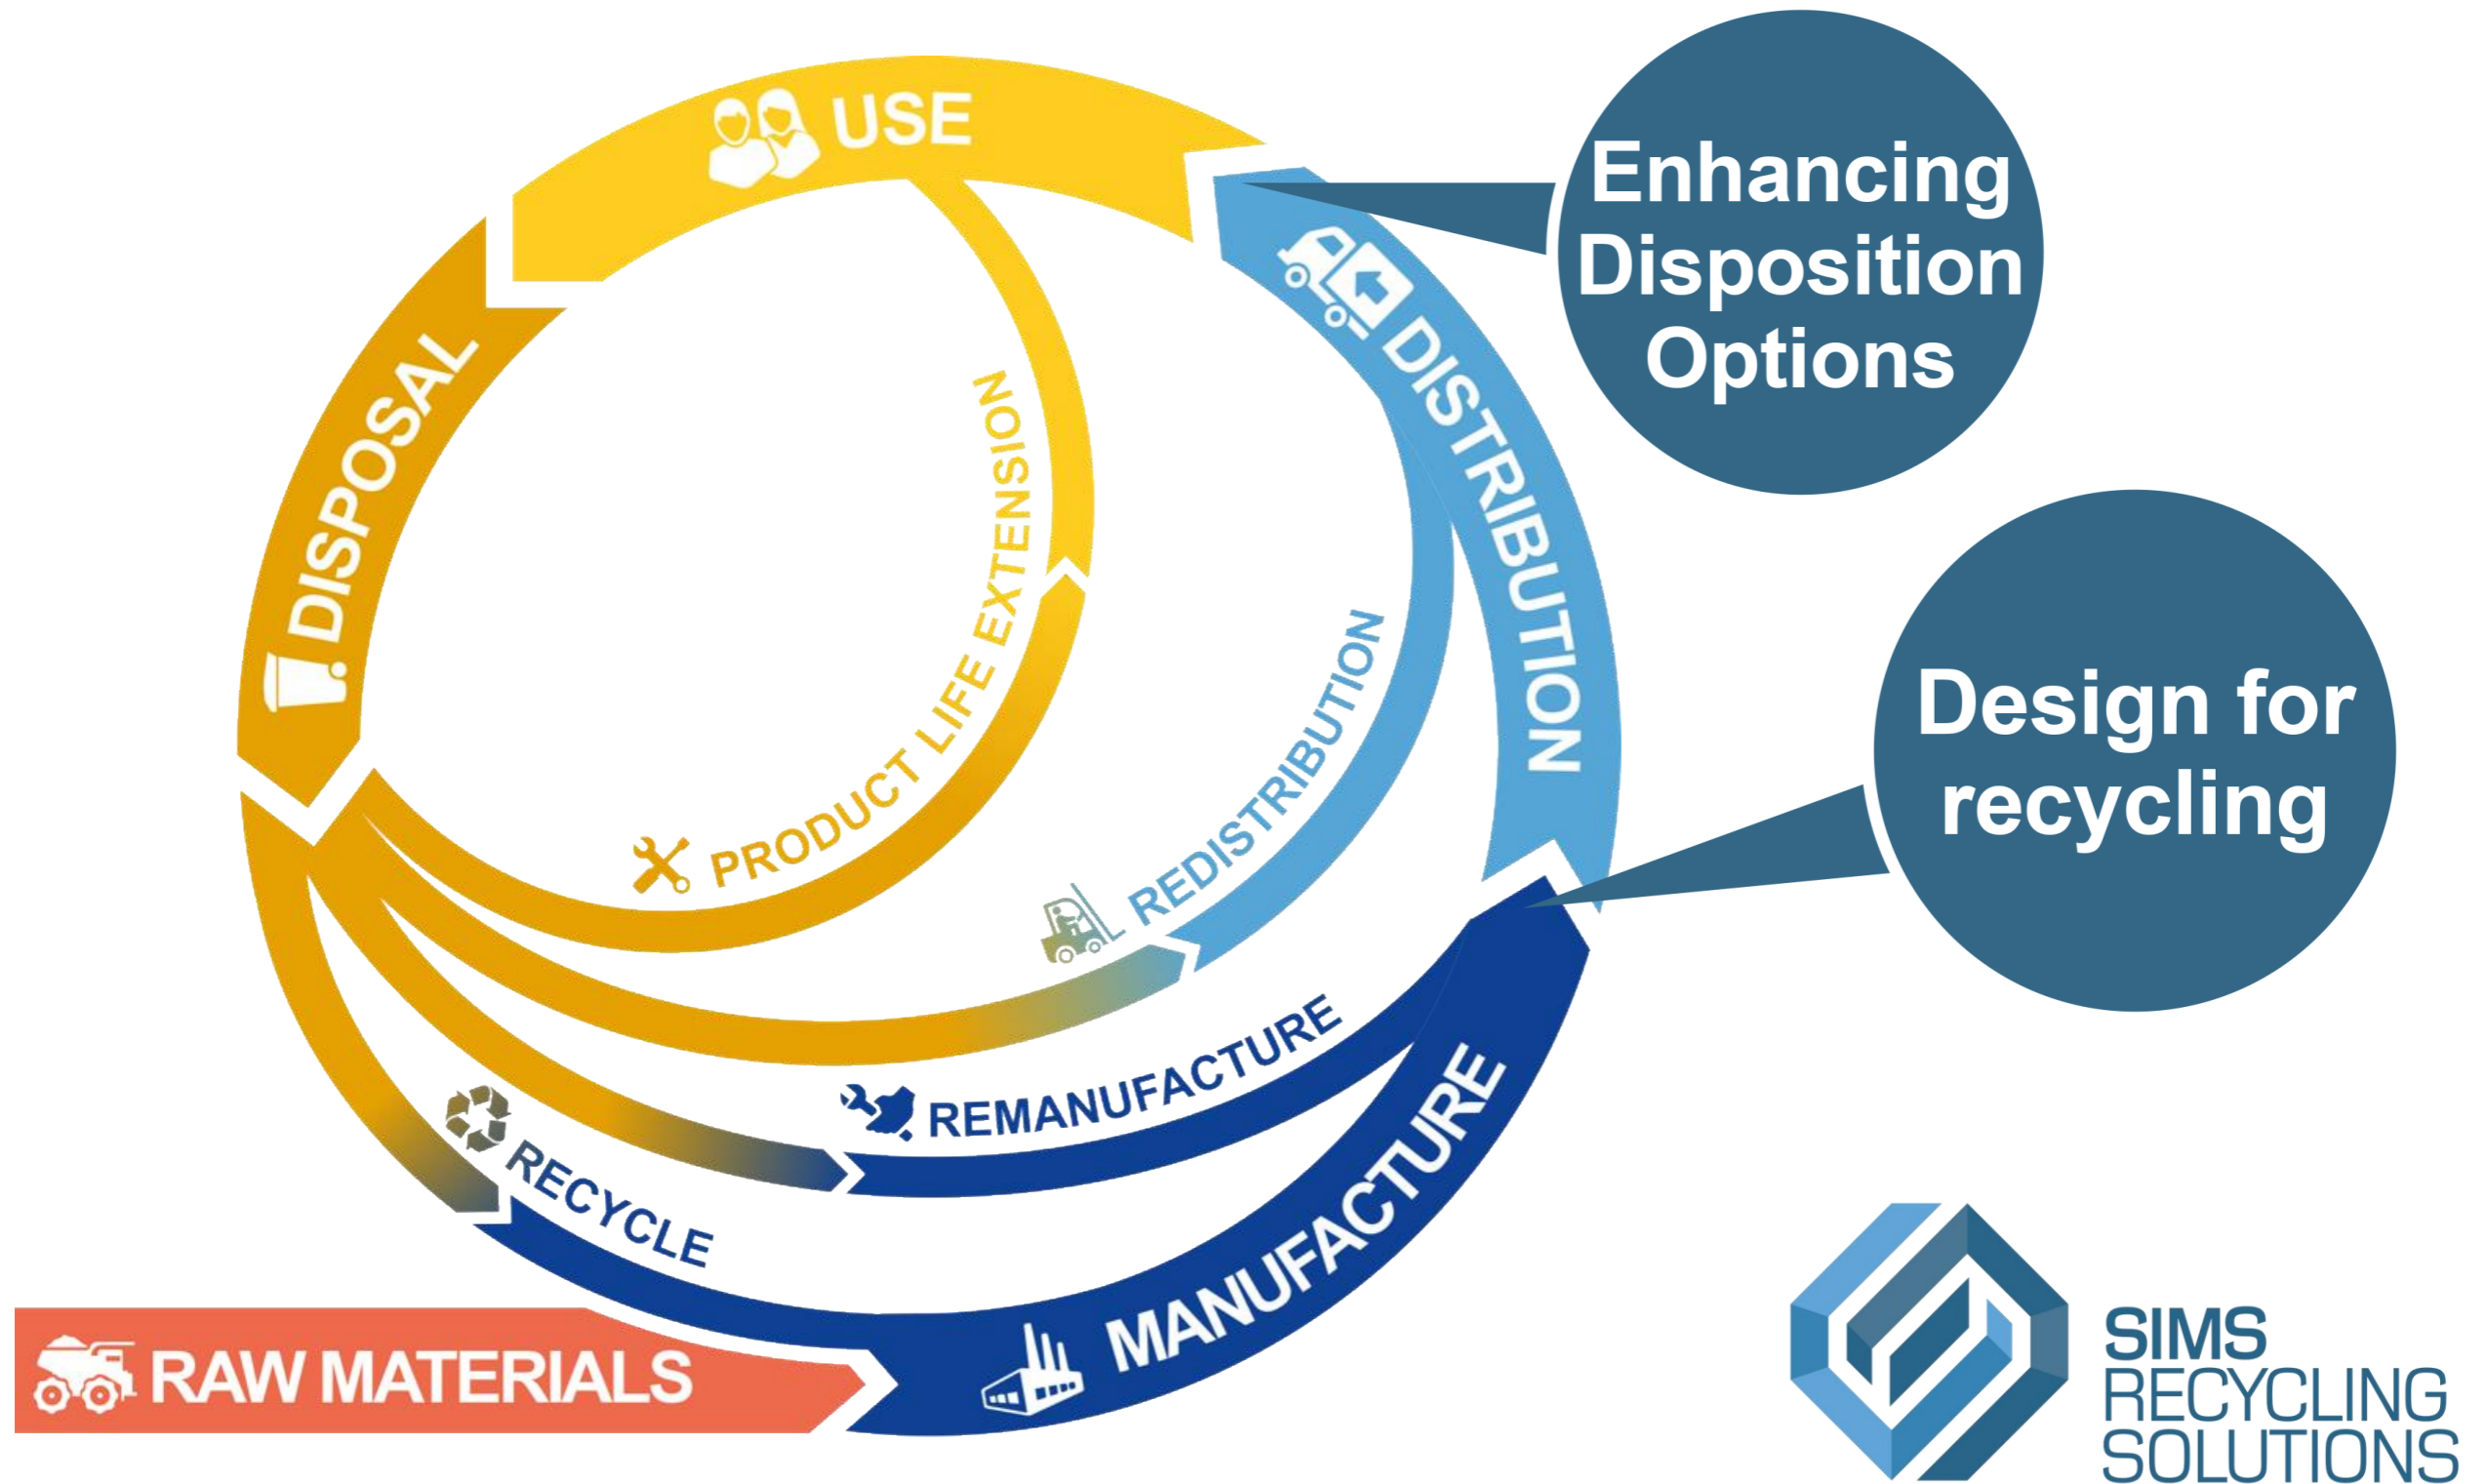 USE
Enhancing
Disposition
Options
DISPOSAL
DISTRIBUTION
PRODUCT LIFE EXTENSION
REDISTRIBUTION
Design for
recycling
REMANUFACTURE
RECYCLE
MANUFACTURE
RAW MATERIALS
SIMS
RECYCLING
SOLUTIONS